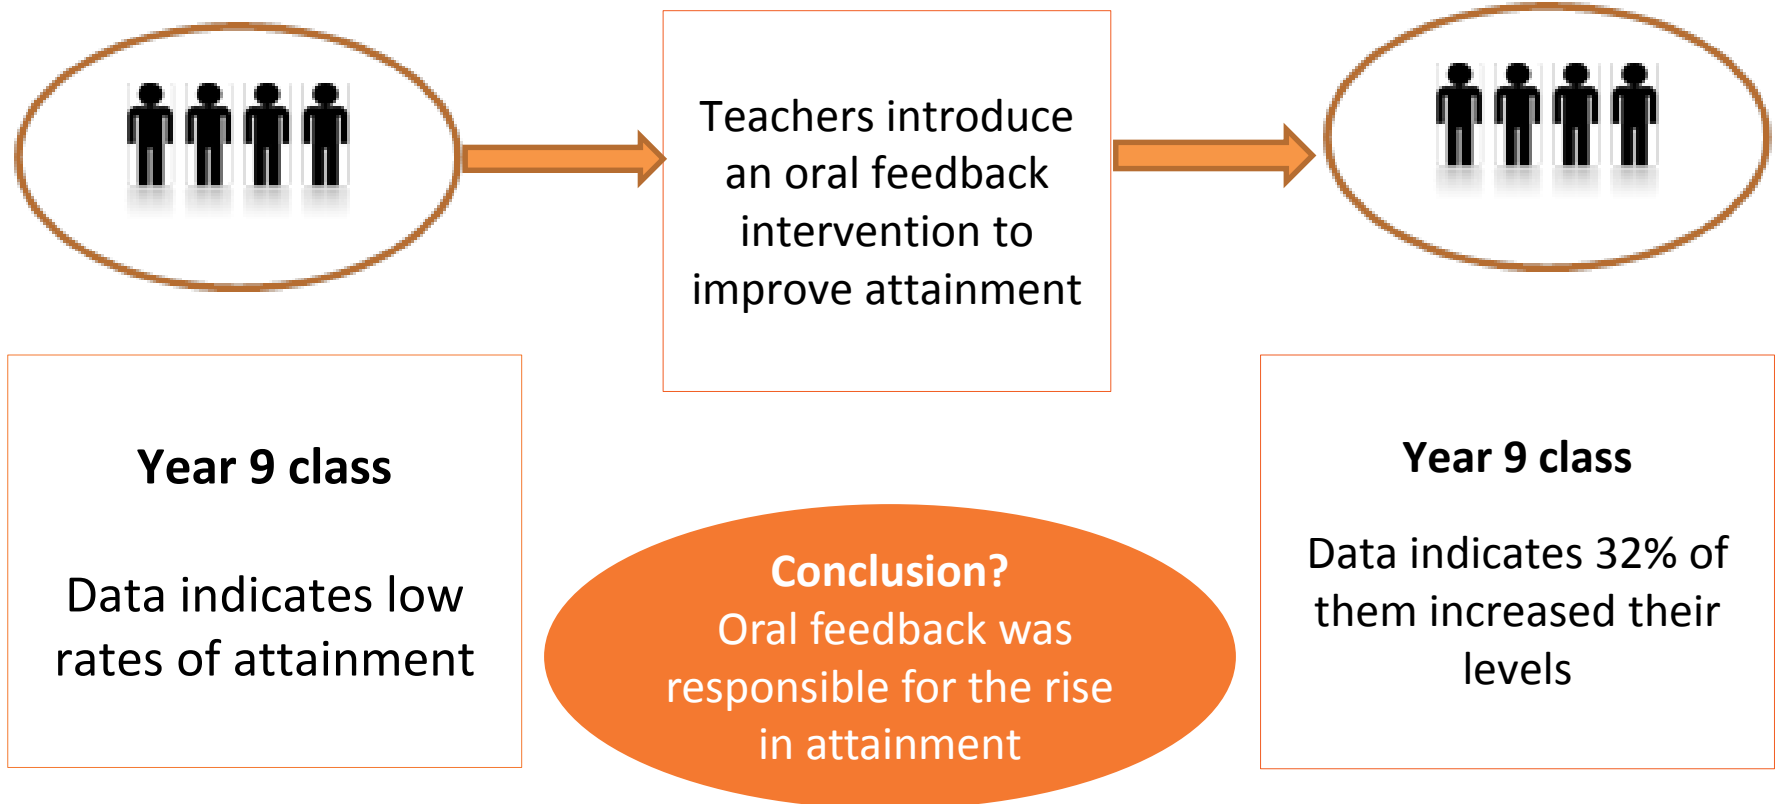 Teachers introduce
an oral feedback
intervention to
improve attainment
Year 9 class
Data indicates low
rates of attainment
Conclusion?
Oral feedback was
responsible for the rise
in attainment
Year 9 class
Data indicates 32% of
them increased their
levels